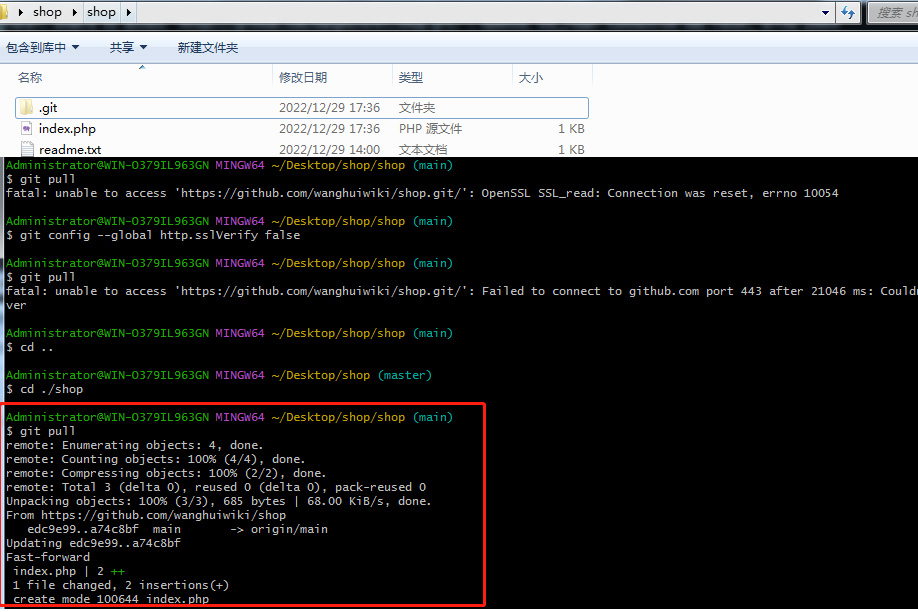 shop shop 搜索 sh
包含到库中 共享 新建文件夹
名称 修改日期 类型 大小
.git 2022/12/29 17:36 文件夹
index.php 2022/12/29 17:36 PHP 源文件 1 KB
readme.txt 2022/12/29 14:00 文本文档 1 KB
Administrator@WIN-O379IL963GN MINGW64 ~/Desktop/shop/shop (main)
$ git pull
fatal: unable to access 'https://github.com/wanghuiwiki/shop.git/': OpenSSL SSL_read: Connection was reset, errno 10054
Administrator@WIN-O379IL963GN MINGW64 ~/Desktop/shop/shop (main)
$ git config --global http.sslVerify false
Administrator@WIN-O379IL963GN MINGW64 ~/Desktop/shop/shop (main)
$ git pull
fatal: unable to access 'https://github.com/wanghuiwiki/shop.git/': Failed to connect to github.com port 443 after 21046 ms: Could
ver
Administrator@WIN-O379IL963GN MINGW64 ~/Desktop/shop/shop (main)
$ cd ..
Administrator@WIN-O379IL963GN MINGW64 ~/Desktop/shop (master)
$ cd ./shop
Administrator@WIN-O379IL963GN MINGW64 ~/Desktop/shop/shop (main)
$ git pull
remote: Enumerating objects: 4, done.
remote: Counting objects: 100% (4/4), done.
remote: Compressing objects: 100% (2/2), done.
remote: Total 3 (delta 0), reused 0 (delta 0), pack-reused 0
Unpacking objects: 100% (3/3), 685 bytes | 68.00 KiB/s, done.
From https://github.com/wanghuiwiki/shop
edc9e99..a74c8bf main -> origin/main
Updating edc9e99..a74c8bf
Fast-forward
index.php | 2 ++
1 file changed, 2 insertions(+)
create mode 100644 index.php